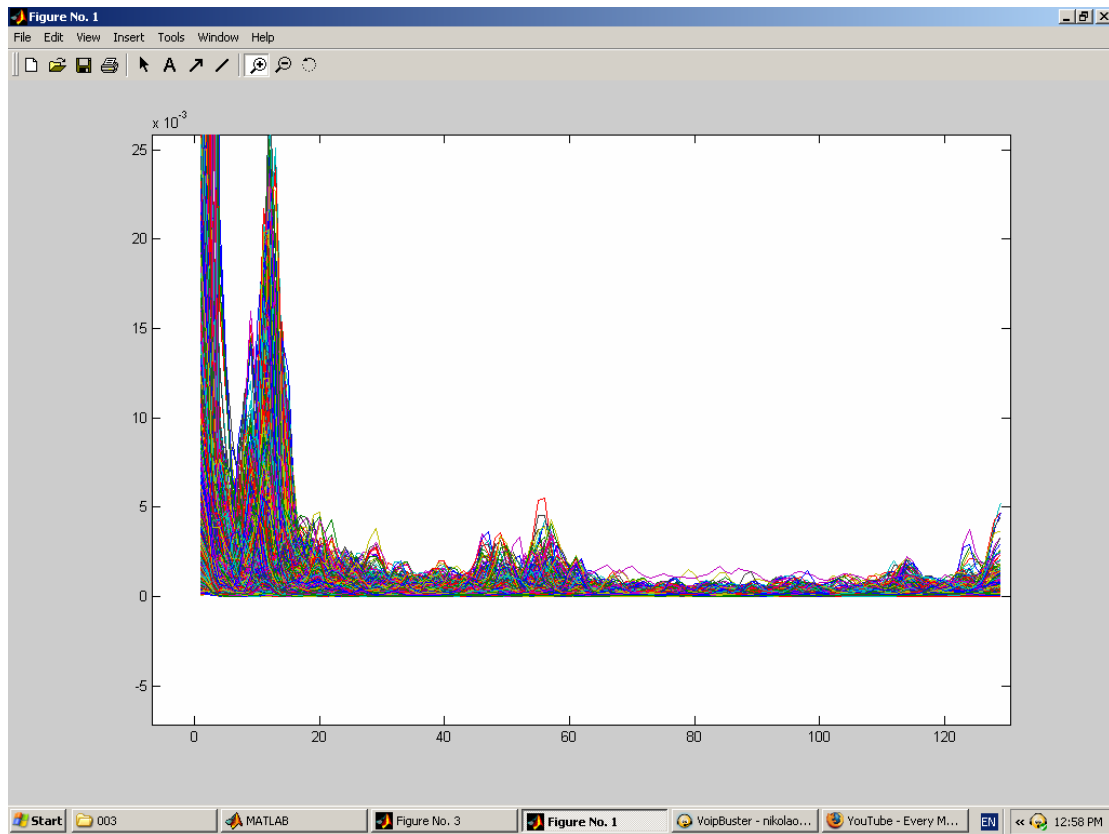 Figure No. 1
File Edit View Insert Tools Window Help
x 10^-3
25
20
15
10
5
0
-5
0 20 40 60 80 100 120
Start 003 MATLAB Figure No. 3 Figure No. 1 VoipBuster - nikolao... YouTube - Every M... EN « 12:58 PM